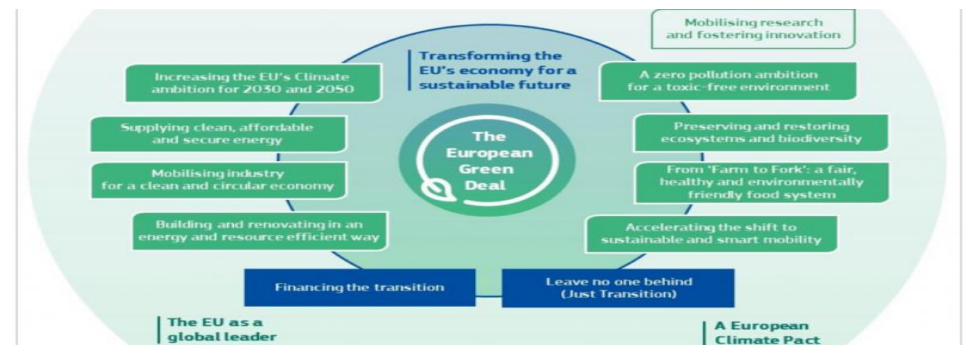 Mobilising research
and fostering innovation
Transforming the
EU's economy for a
sustainable future
Increasing the EU's Climate
ambition for 2030 and 2050
A zero pollution ambition
for a toxic-free environment
Supplying clean, affordable
and secure energy
The
European
Green
Deal
Preserving and restoring
ecosystems and biodiversity
Mobilising industry
for a clean and circular economy
From 'Farm to Fork': a fair,
healthy and environmentally
friendly food system
Building and renovating in an
energy and resource efficient way
Accelerating the shift to
sustainable and smart mobility
Financing the transition
Leave no one behind
(Just Transition)
The EU as a
global leader
A European
Climate Pact